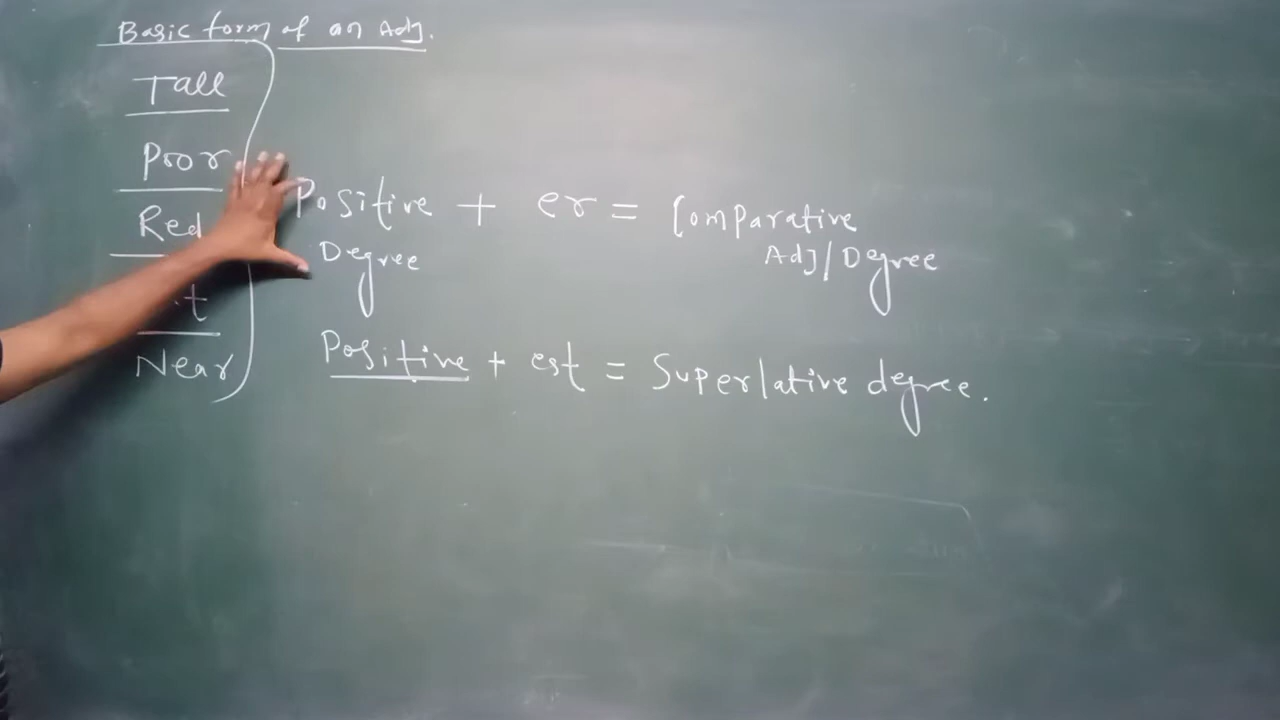 Basic form of an Adj.
Tall
Poor
Red
Near
Positive + er = Comparative
Degree Adj/Degree
Positive + est = Superlative degree.